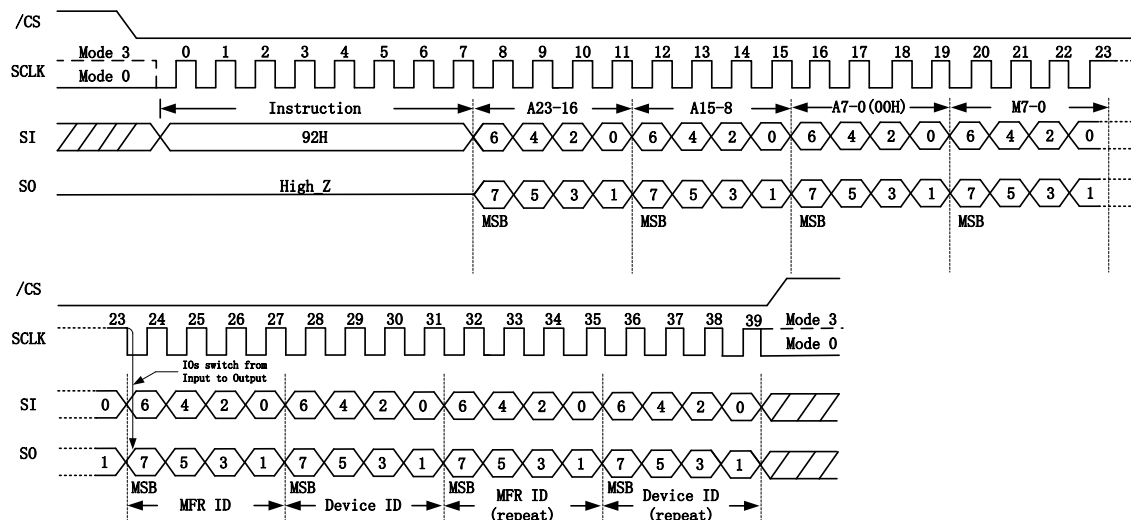 /CS
Mode 3 0 1 2 3 4 5 6 7 8 9 10 11 12 13 14 15 16 17 18 19 20 21 22 23
SCLK
Mode 0
Instruction A23-16 A15-8 A7-0(00H) M7-0
SI 92H 6 4 2 0 6 4 2 0 6 4 2 0 6 4 2 0
SO High_Z 7 5 3 1 7 5 3 1 7 5 3 1 7 5 3 1
MSB MSB MSB MSB
/CS
23 24 25 26 27 28 29 30 31 32 33 34 35 36 37 38 39 Mode 3
SCLK
Mode 0
IOs switch from
Input to Output
SI 0 6 4 2 0 6 4 2 0 6 4 2 0 6 4 2 0
SO 1 7 5 3 1 7 5 3 1 7 5 3 1 7 5 3 1
MSB MSB MSB MSB
MFR ID Device ID MFR ID Device ID
(repeat) (repeat)